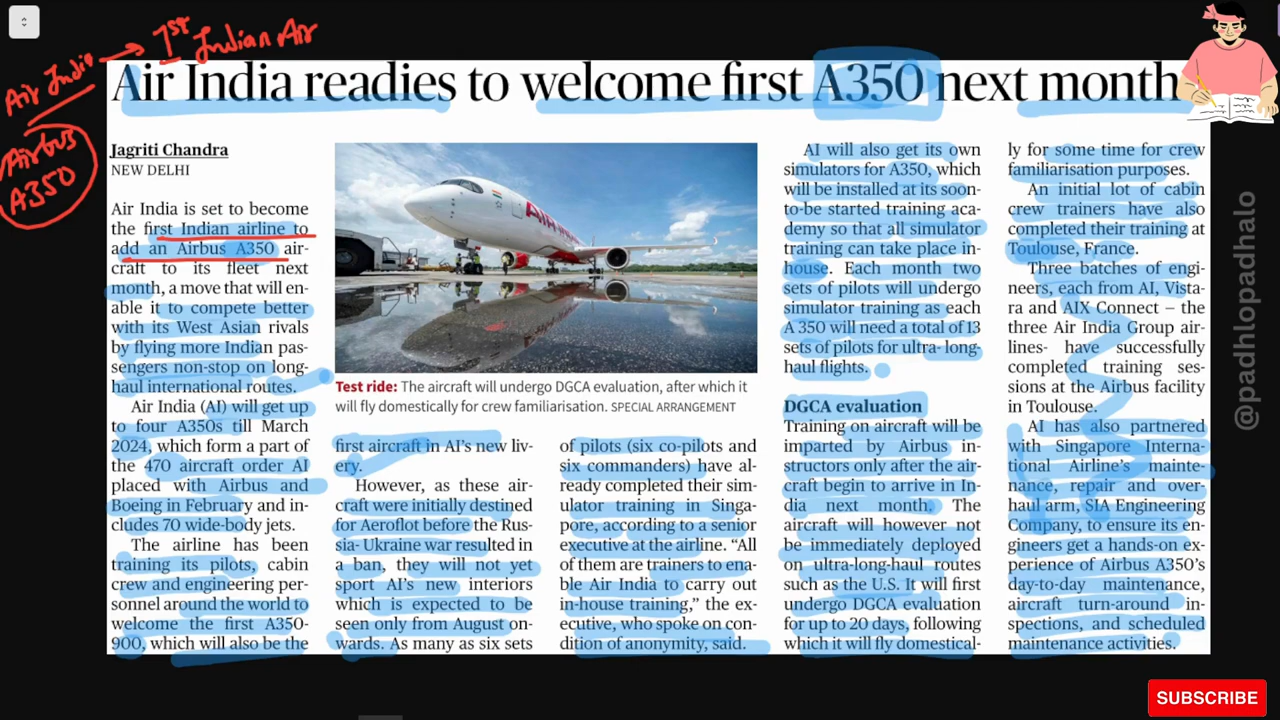 Air India → 1st Indian Air
Airbus
A350
Air India readies to welcome first A350 next month
Jagriti Chandra
NEW DELHI
Air India is set to become
the first Indian airline to
add an Airbus A350 air-
craft to its fleet next
month, a move that will en-
able it to compete better
with its West Asian rivals
by flying more Indian pas-
sengers non-stop on long-
haul international routes.
Air India (AI) will get up
to four A350s till March
2024, which form a part of
the 470 aircraft order AI
placed with Airbus and
Boeing in February and in-
cludes 70 wide-body jets.
The airline has been
training its pilots, cabin
crew and engineering per-
sonnel around the world to
welcome the first A350-
900, which will also be the
Test ride: The aircraft will undergo DGCA evaluation, after which it
will fly domestically for crew familiarisation. SPECIAL ARRANGEMENT
first aircraft in AI's new liv-
ery.
However, as these air-
craft were initially destined
for Aeroflot before the Rus-
sia- Ukraine war resulted in
a ban, they will not yet
sport AI's new interiors
which is expected to be
seen only from August on-
wards. As many as six sets
of pilots (six co-pilots and
six commanders) have al-
ready completed their sim-
ulator training in Singa-
pore, according to a senior
executive at the airline. “All
of them are trainers to ena-
ble Air India to carry out
in-house training,” the ex-
ecutive, who spoke on con-
dition of anonymity, said.
AI will also get its own
simulators for A350, which
will be installed at its soon-
to-be started training aca-
demy so that all simulator
training can take place in-
house. Each month two
sets of pilots will undergo
simulator training as each
A 350 will need a total of 13
sets of pilots for ultra- long-
haul flights.
DGCA evaluation
Training on aircraft will be
imparted by Airbus in-
structors only after the air-
craft begin to arrive in In-
dia next month. The
aircraft will however not
be immediately deployed
on ultra-long-haul routes
such as the U.S. It will first
undergo DGCA evaluation
for up to 20 days, following
which it will fly domestical-
ly for some time for crew
familiarisation purposes.
An initial lot of cabin
crew trainers have also
completed their training at
Toulouse, France.
Three batches of engi-
neers, each from AI, Vista-
ra and AIX Connect – the
three Air India Group air-
lines- have successfully
completed training ses-
sions at the Airbus facility
in Toulouse.
AI has also partnered
with Singapore Interna-
tional Airline's mainte-
nance, repair and over-
haul arm, SIA Engineering
Company, to ensure its en-
gineers get a hands-on ex-
perience of Airbus A350's
day-to-day maintenance,
aircraft turn-around in-
spections, and scheduled
maintenance activities.
@padhlopadhalo
SUBSCRIBE